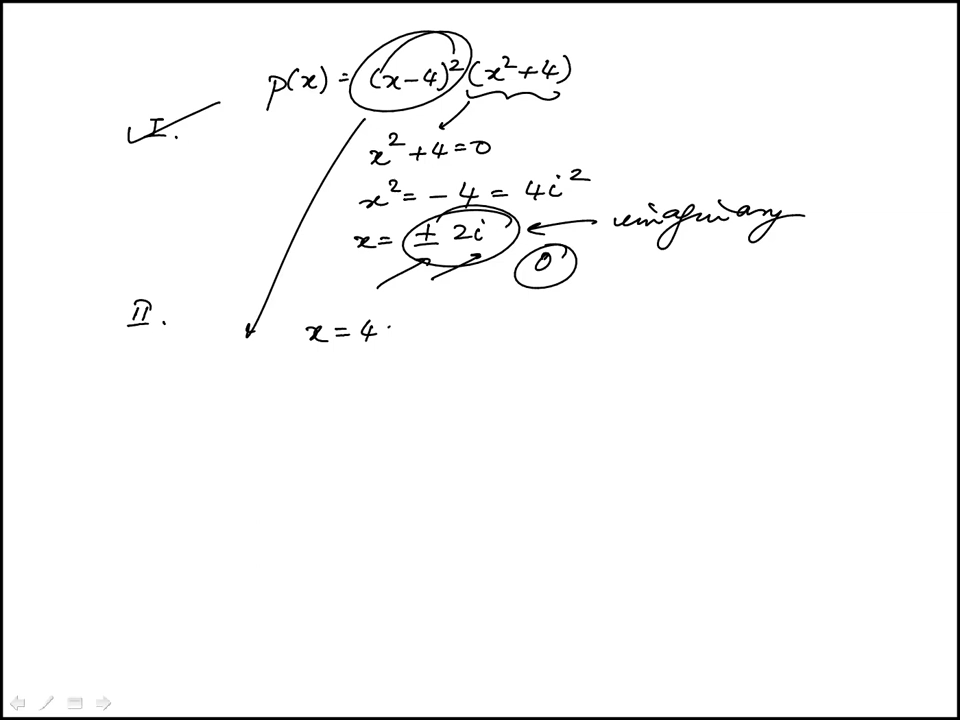 p(x) = (x-4)² (x²+4)
I.
x² + 4 = 0
x² = - 4 = 4i²
x = ± 2i ← imaginary
0
II.
x = 4.